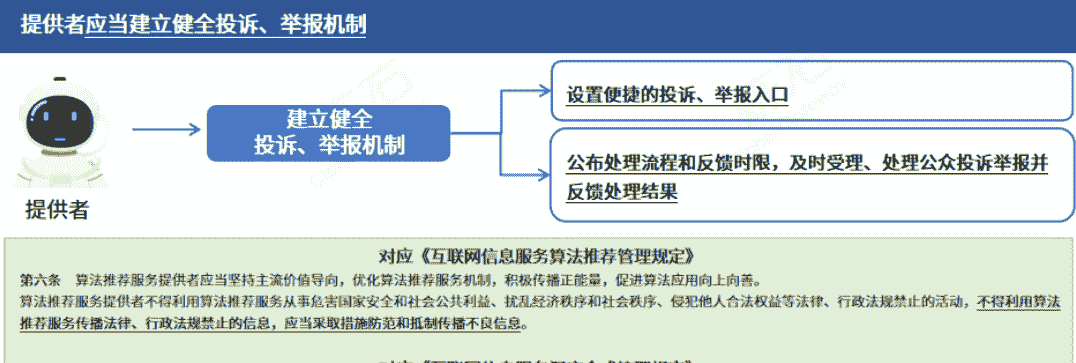 提供者应当建立健全投诉、举报机制
设置便捷的投诉、举报入口
建立健全
投诉、举报机制
公布处理流程和反馈时限，及时受理、处理公众投诉举报并
反馈处理结果
提供者
对应《互联网信息服务算法推荐管理规定》
第六条 算法推荐服务提供者应当坚持主流价值导向，优化算法推荐服务机制，积极传播正能量，促进算法应用向上向善。
算法推荐服务提供者不得利用算法推荐服务从事危害国家安全和社会公共利益、扰乱经济秩序和社会秩序、侵犯他人合法权益等法律、行政法规禁止的活动，不得利用算法
推荐服务传播法律、行政法规禁止的信息，应当采取措施防范和抵制传播不良信息。